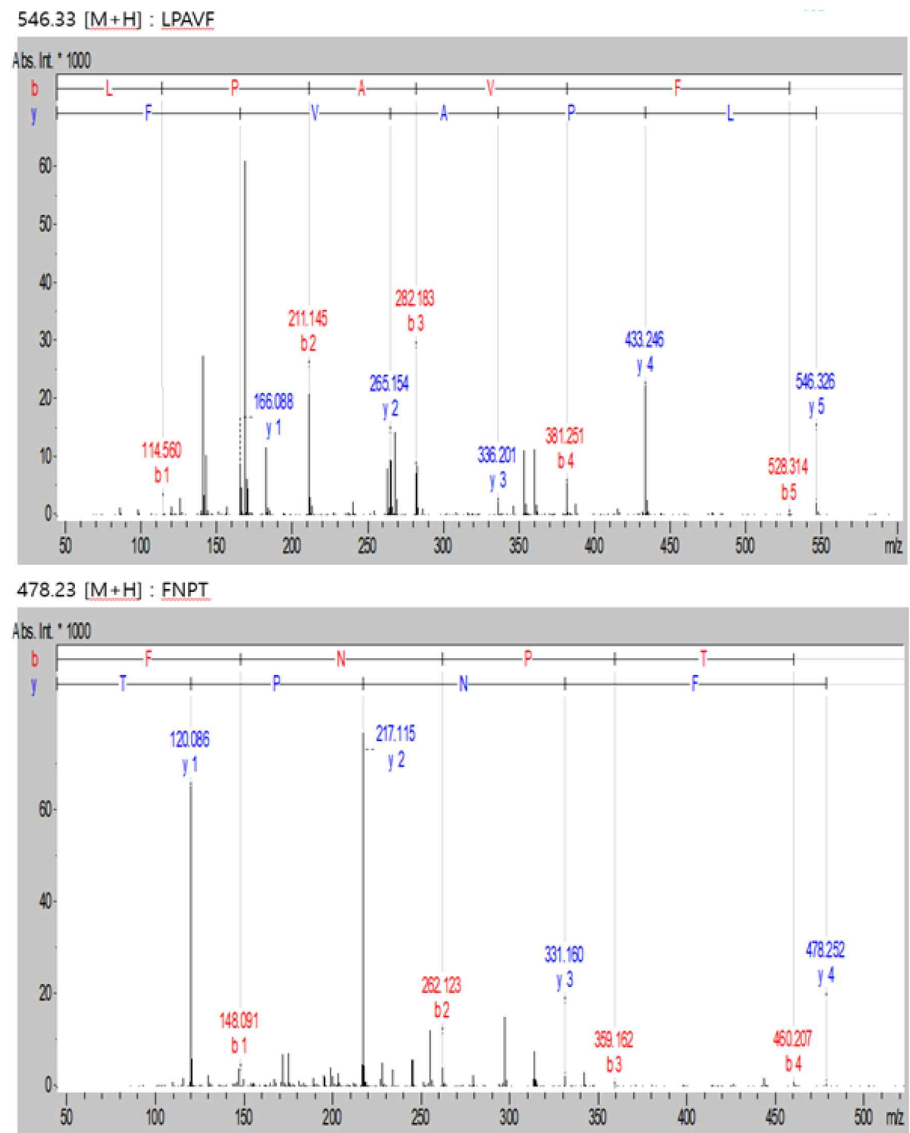 546.33 [M+H] : LPAVF
Abs. Int. * 1000
b L P A V F
y F V A P L
60
50
40
30
20
10
0
166.088
y 1
114.560
b 1
211.145
b 2
265.154
y 2
282.183
b 3
336.201
y 3
381.251
b 4
433.246
y 4
528.314
b 5
546.326
y 5
50 100 150 200 250 300 350 400 450 500 550 m/z
478.23 [M+H] : FNPT
Abs. Int. * 1000
b F N P T
y T P N F
60
40
20
0
120.086
y 1
217.115
y 2
148.091
b 1
262.123
b 2
331.160
y 3
359.162
b 3
460.207
b 4
478.252
y 4
50 100 150 200 250 300 350 400 450 500 m/z